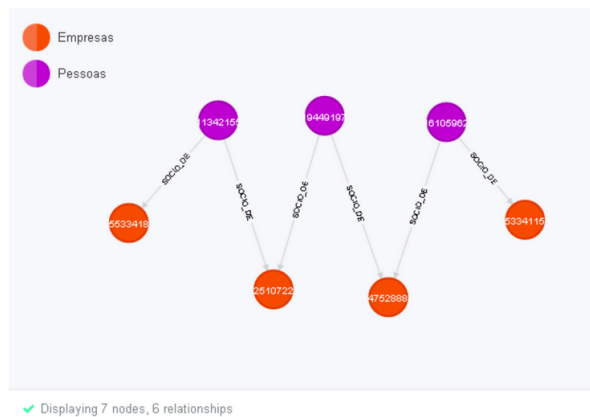 Empresas
Pessoas
11342155
19449197
16105962
SOCIO_DE
SOCIO_DE
SOCIO_DE
SOCIO_DE
SOCIO_DE
SOCIO_DE
5533418
5334115
2510722
4752888
Displaying 7 nodes, 6 relationships